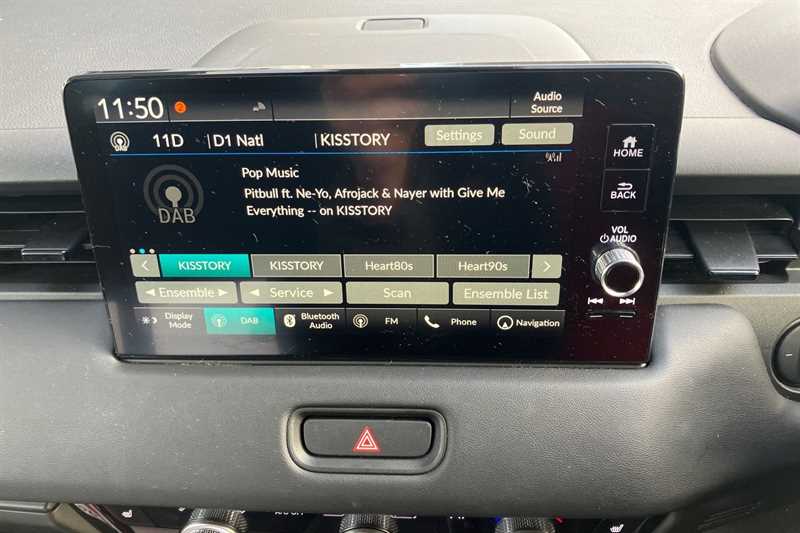 11:50
Audio
Source
DAB
11D |D1 Natl |KISSTORY Settings Sound
HOME
Pop Music
Pitbull ft. Ne-Yo, Afrojack & Nayer with Give Me
Everything -- on KISSTORY
DAB
BACK
VOL
AUDIO
KISSTORY KISSTORY Heart80s Heart90s
Ensemble Service Scan Ensemble List
Display
Mode
DAB
Bluetooth
Audio
FM
Phone
Navigation